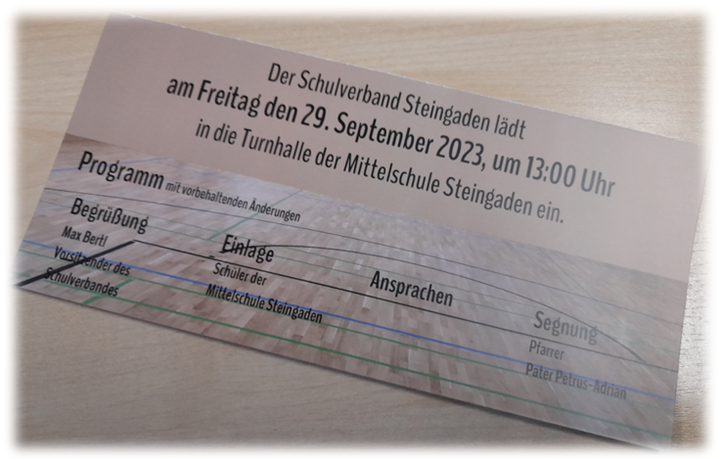 Der Schulverband Steingaden lädt
am Freitag den 29. September 2023, um 13:00 Uhr
in die Turnhalle der Mittelschule Steingaden ein.
Programm mit vorbehaltenden Änderungen
Begrüßung
Max Bertl
Vorsitzender des
Schulverbandes
Einlage
Schüler der
Mittelschule Steingaden
Ansprachen
Segnung
Pfarrer
Pater Petrus-Adrian